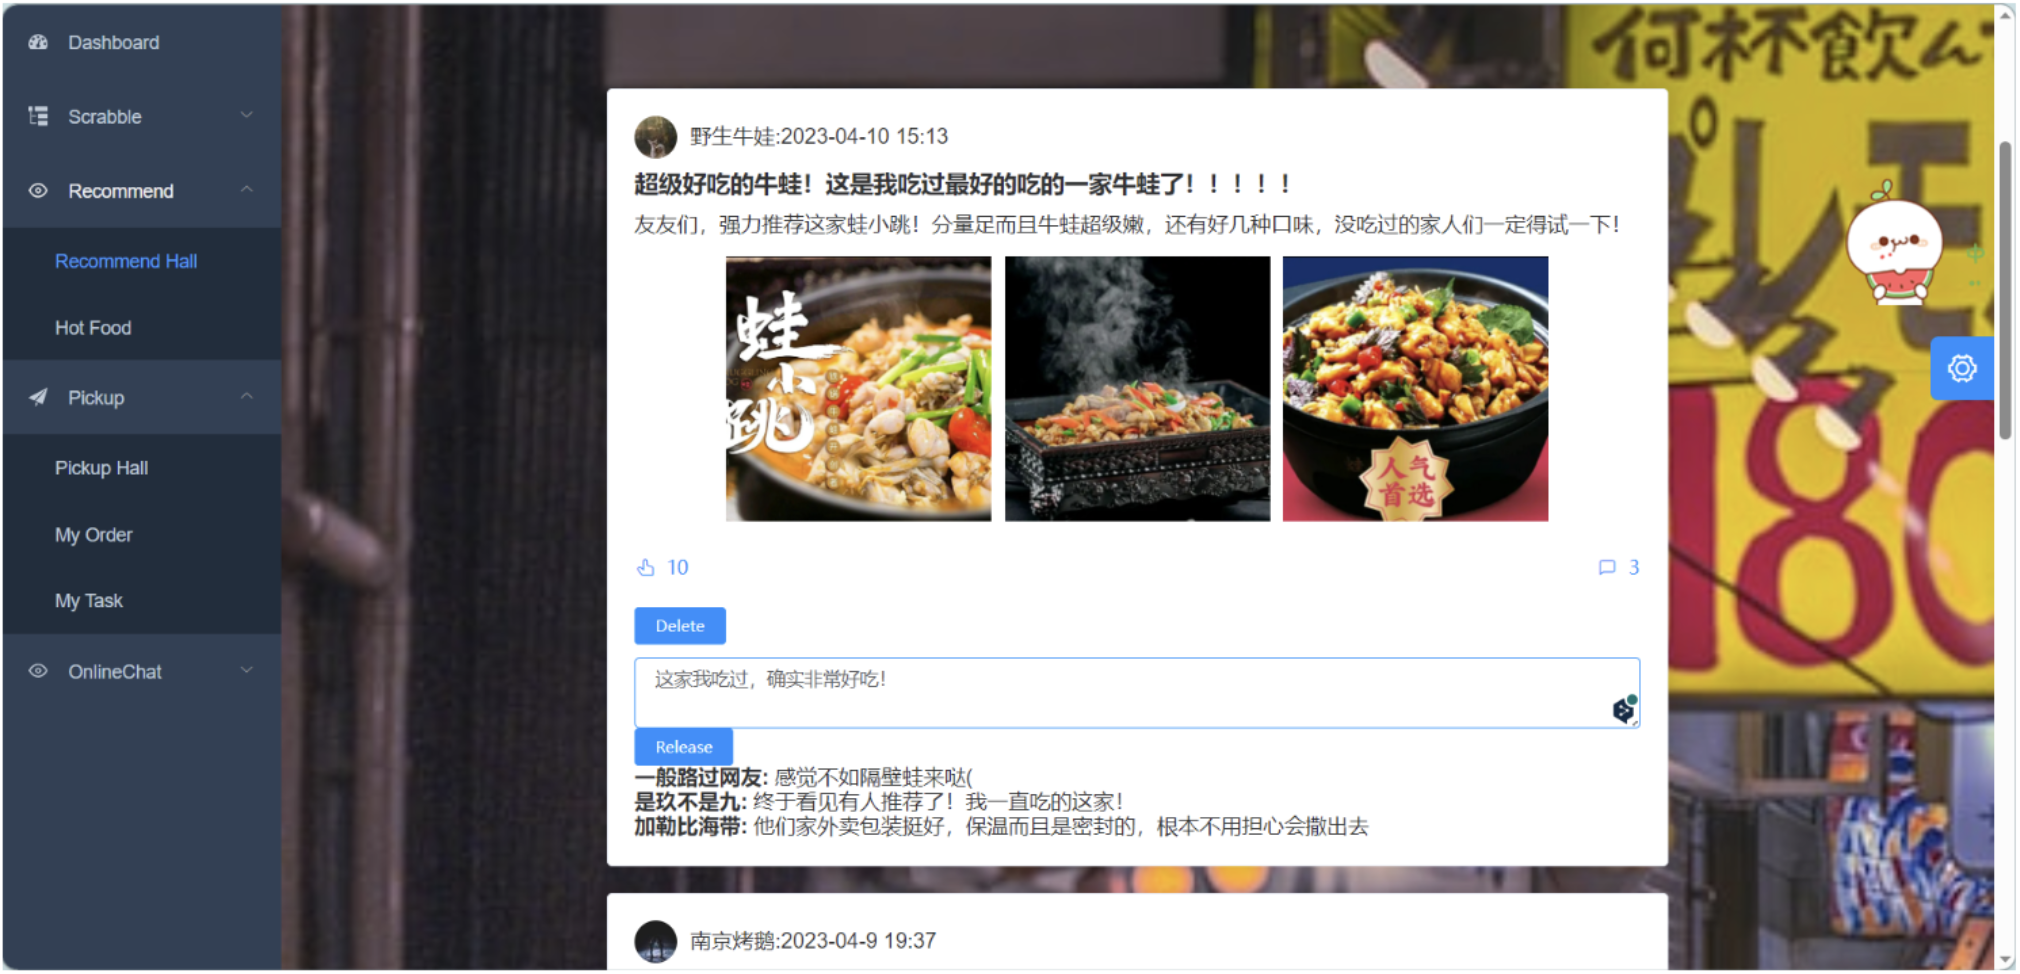 Dashboard
Scrabble
Recommend
Recommend Hall
Hot Food
Pickup
Pickup Hall
My Order
My Task
OnlineChat
何杯飲ん
レモ
180
中
野生牛娃:2023-04-10 15:13
超级好吃的牛蛙！这是我吃过最好的吃的一家牛蛙了！！！！！
友友们，强力推荐这家蛙小跳！分量足而且牛蛙超级嫩，还有好几种口味，没吃过的家人们一定得试一下！
蛙小跳
人气
首选
10
3
Delete
这家我吃过，确实非常好吃！
Release
一般路过网友: 感觉不如隔壁蛙来哒(
是玖不是九: 终于看见有人推荐了！我一直吃的这家！
加勒比海带: 他们家外卖包装挺好，保温而且是密封的，根本不用担心会撒出去
南京烤鹅:2023-04-9 19:37